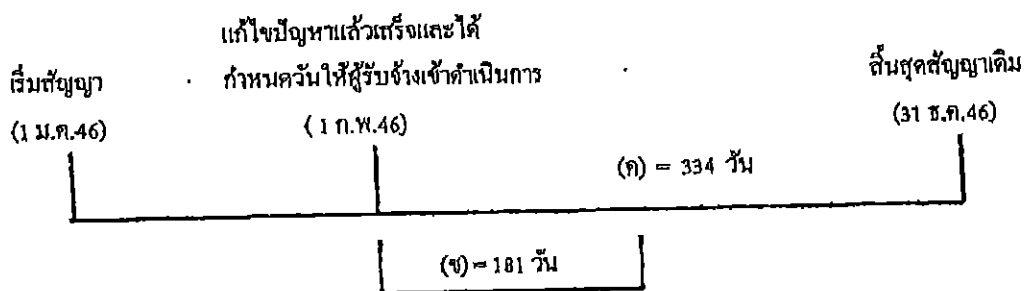 แก้ไขปัญหาแล้วเสร็จและได้
เริ่มสัญญา กำหนดวันให้ผู้รับจ้างเข้าดำเนินการ สิ้นสุดสัญญาเดิม
(1 ม.ค.46) (1 ก.พ.46) (31 ธ.ค.46)
(ค) = 334 วัน
(ข) = 181 วัน